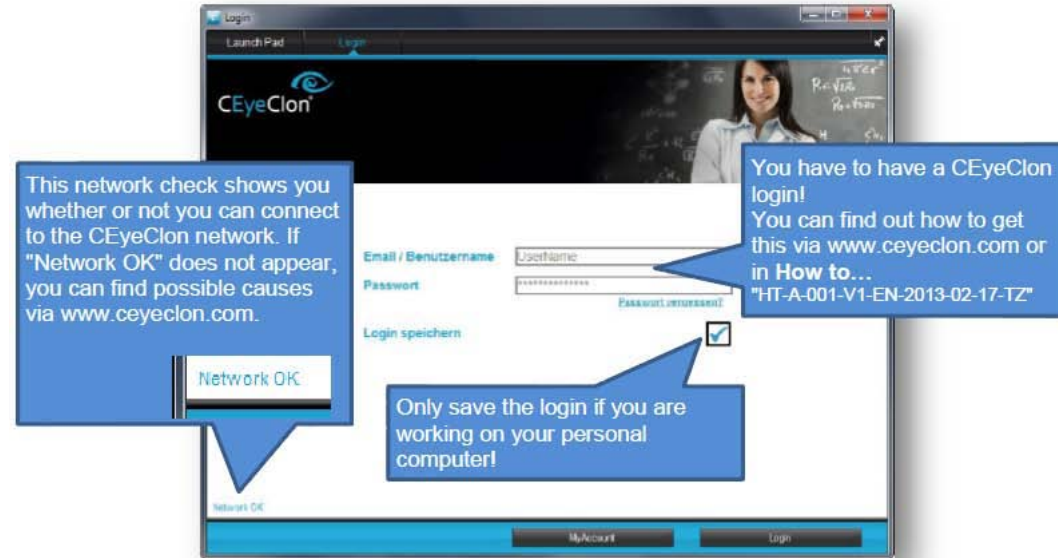 Login
Launch Pad
Login
CEyeClon
This network check shows you
whether or not you can connect
to the CEyeClon network. If
"Network OK" does not appear,
you can find possible causes
via www.ceyeclon.com.
Network OK
You have to have a CEyeClon
login!
You can find out how to get
this via www.ceyeclon.com or
in How to...
"HT-A-001-V1-EN-2013-02-17-TZ"
Email / Benutzername
UserName
Passwort
**************
Passwort vergessen?
Login speichern
Only save the login if you are
working on your personal
computer!
Network OK
MyAccount
Login